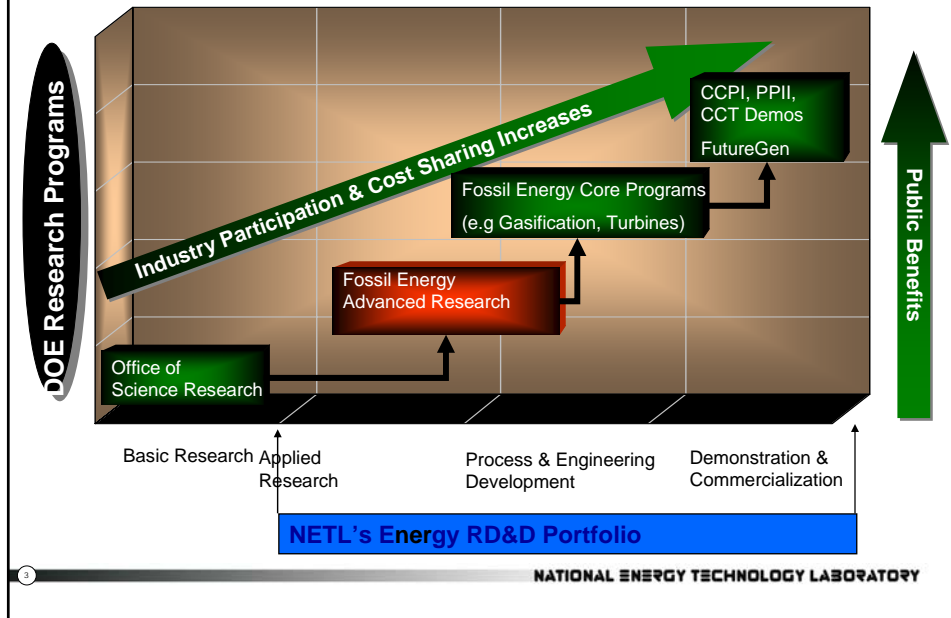 DOE Research Programs
Industry Participation & Cost Sharing Increases
CCPI, PPII,
CCT Demos
FutureGen
Fossil Energy Core Programs
(e.g Gasification, Turbines)
Fossil Energy
Advanced Research
Office of
Science Research
Public Benefits
Basic Research
Applied
Research
Process & Engineering
Development
Demonstration &
Commercialization
NETL's Energy RD&D Portfolio
3
NATIONAL ENERGY TECHNOLOGY LABORATORY